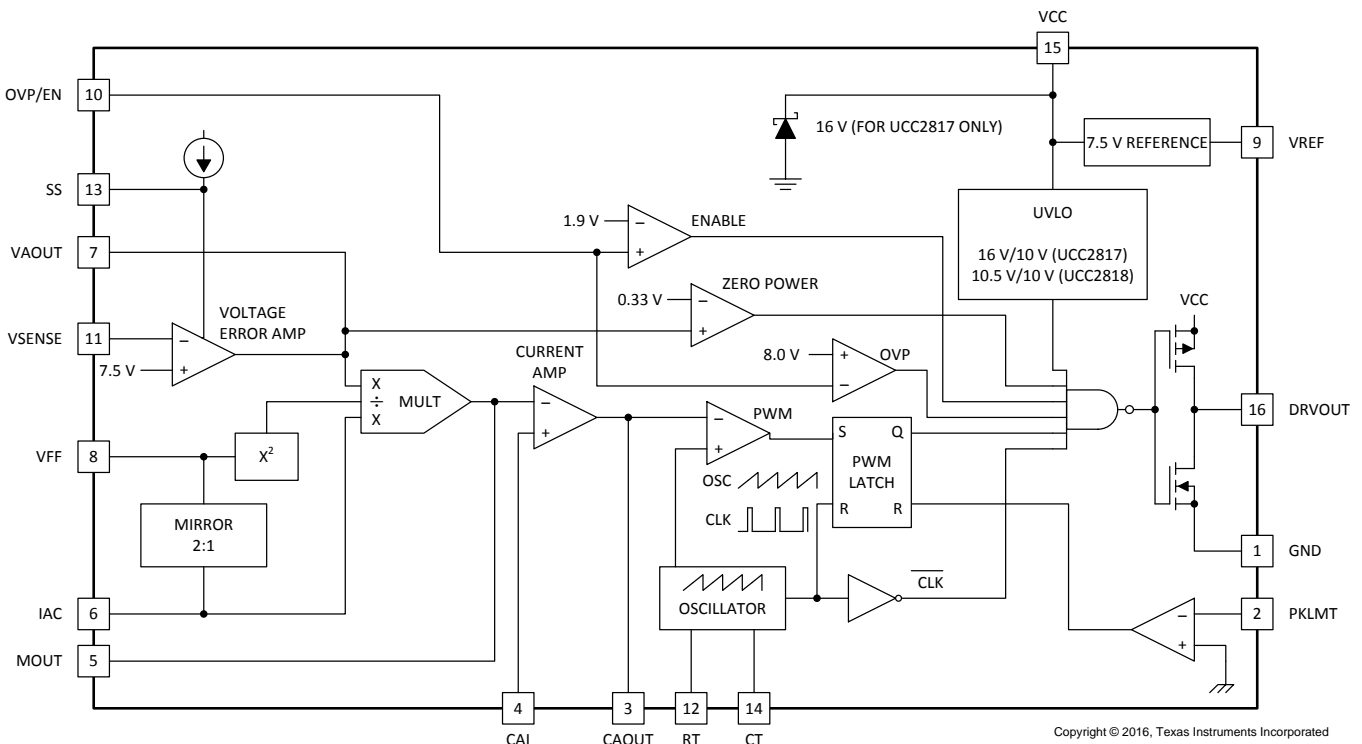 VCC
15
OVP/EN 10
16 V (FOR UCC2817 ONLY)
7.5 V REFERENCE
9 VREF
SS 13
UVLO
16 V/10 V (UCC2817)
10.5 V/10 V (UCC2818)
1.9 V
−
+
ENABLE
VAOUT 7
ZERO POWER
0.33 V
−
+
VCC
VOLTAGE
ERROR AMP
VSENSE 11
−
7.5 V
+
8.0 V
+
−
OVP
CURRENT
AMP
X
÷
X
MULT
−
+
−
+
PWM
16 DRVOUT
S Q
PWM
LATCH
R R
VFF 8
X²
OSC
CLK
MIRROR
2:1
1 GND
OSCILLATOR
CLK
IAC 6
2 PKLMT
−
+
MOUT 5
4
3
12
14
CAI
CAOUT
RT
CT
Copyright © 2016, Texas Instruments Incorporated